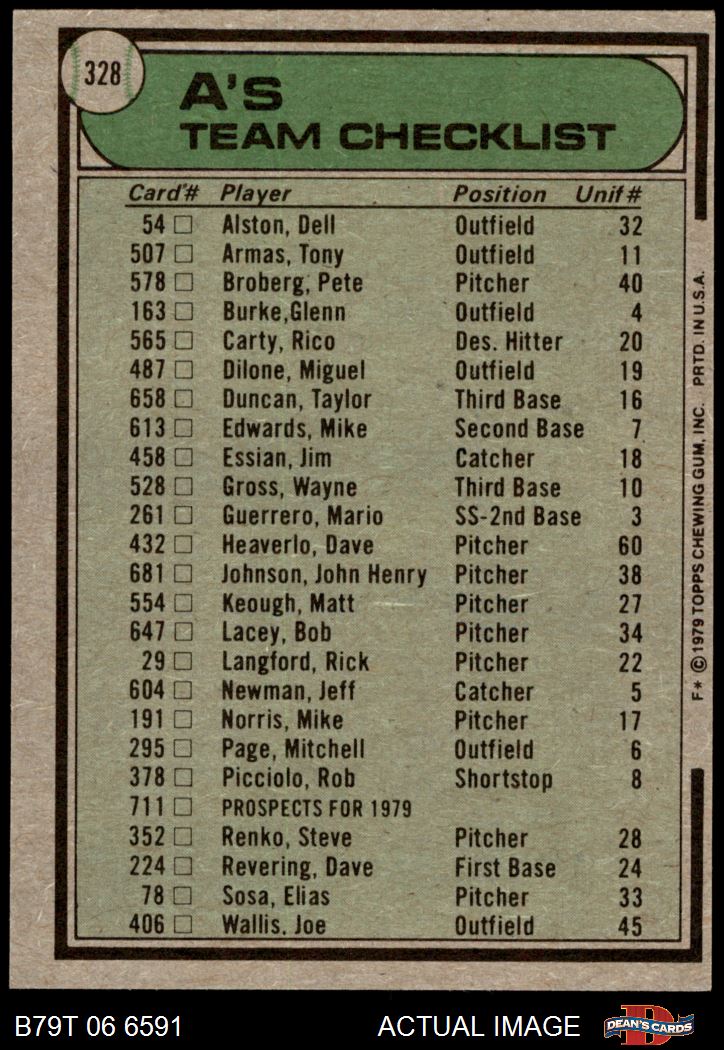 328
A'S
TEAM CHECKLIST
Card# Player Position Unif#
54 □ Alston, Dell Outfield 32
507 □ Armas, Tony Outfield 11
578 □ Broberg, Pete Pitcher 40
163 □ Burke,Glenn Outfield 4
565 □ Carty, Rico Des. Hitter 20
487 □ Dilone, Miguel Outfield 19
658 □ Duncan, Taylor Third Base 16
613 □ Edwards, Mike Second Base 7
458 □ Essian, Jim Catcher 18
528 □ Gross, Wayne Third Base 10
261 □ Guerrero, Mario SS-2nd Base 3
432 □ Heaverlo, Dave Pitcher 60
681 □ Johnson, John Henry Pitcher 38
554 □ Keough, Matt Pitcher 27
647 □ Lacey, Bob Pitcher 34
29 □ Langford, Rick Pitcher 22
604 □ Newman, Jeff Catcher 5
191 □ Norris, Mike Pitcher 17
295 □ Page, Mitchell Outfield 6
378 □ Picciolo, Rob Shortstop 8
711 □ PROSPECTS FOR 1979
352 □ Renko, Steve Pitcher 28
224 □ Revering, Dave First Base 24
78 □ Sosa, Elias Pitcher 33
406 □ Wallis, Joe Outfield 45
F* © 1979 TOPPS CHEWING GUM, INC. PRTD. IN U.S.A.
B79T 06 6591 ACTUAL IMAGE
D
DEAN'S CARDS